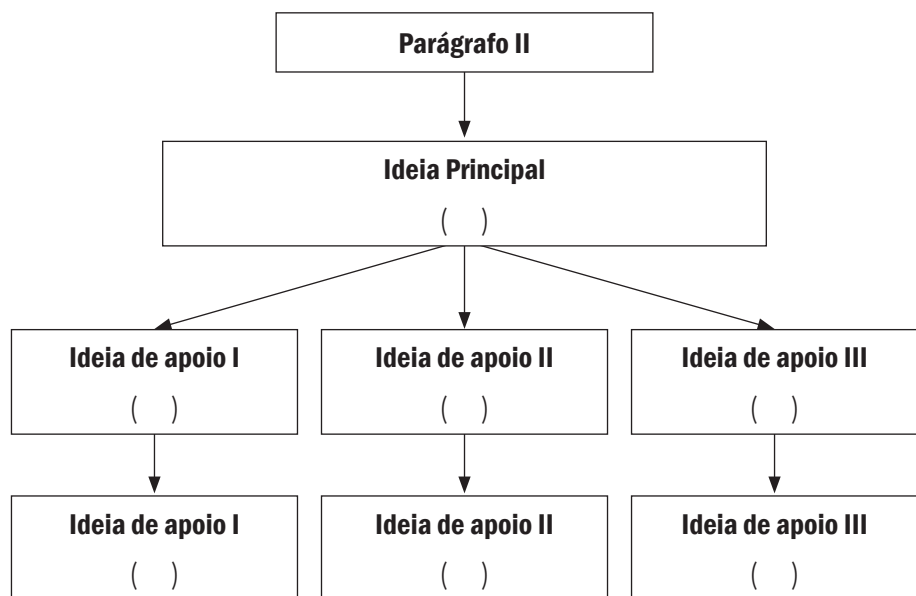 Parágrafo II
Ideia Principal
( )
Ideia de apoio I
( )
Ideia de apoio II
( )
Ideia de apoio III
( )
Ideia de apoio I
( )
Ideia de apoio II
( )
Ideia de apoio III
( )